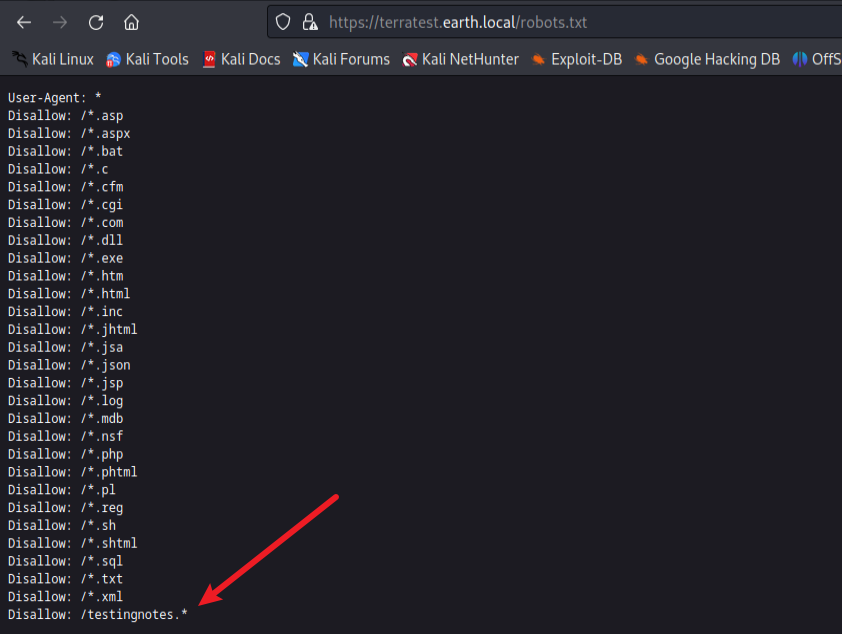 https://terratest.earth.local/robots.txt
Kali Linux Kali Tools Kali Docs Kali Forums Kali NetHunter Exploit-DB Google Hacking DB OffS
User-Agent: *
Disallow: /*.asp
Disallow: /*.aspx
Disallow: /*.bat
Disallow: /*.c
Disallow: /*.cfm
Disallow: /*.cgi
Disallow: /*.com
Disallow: /*.dll
Disallow: /*.exe
Disallow: /*.htm
Disallow: /*.html
Disallow: /*.inc
Disallow: /*.jhtml
Disallow: /*.jsa
Disallow: /*.json
Disallow: /*.jsp
Disallow: /*.log
Disallow: /*.mdb
Disallow: /*.nsf
Disallow: /*.php
Disallow: /*.phtml
Disallow: /*.pl
Disallow: /*.reg
Disallow: /*.sh
Disallow: /*.shtml
Disallow: /*.sql
Disallow: /*.txt
Disallow: /*.xml
Disallow: /testingnotes.*